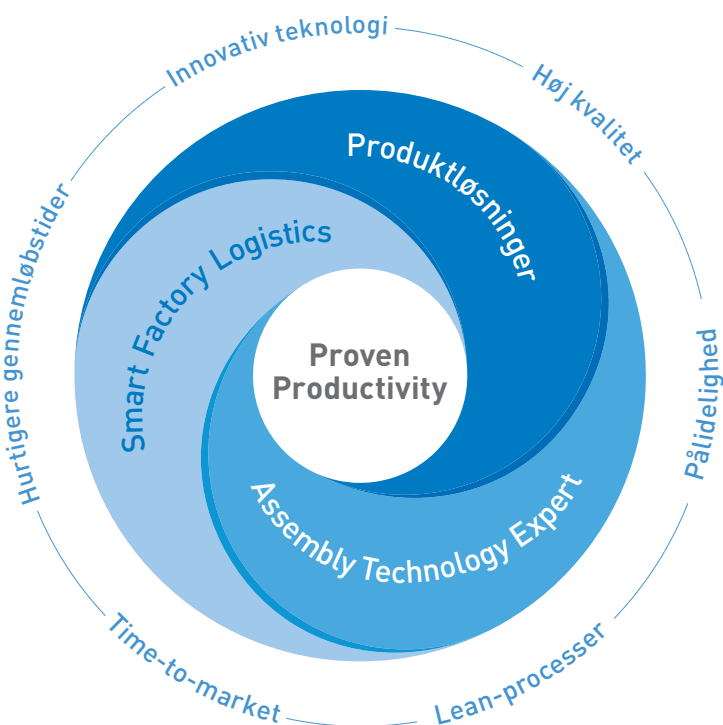 Innovativ teknologi
Høj kvalitet
Pålidelighed
Lean-processer
Time-to-market
Hurtigere gennemløbstider
Produktløsninger
Smart Factory Logistics
Assembly Technology Expert
Proven
Productivity